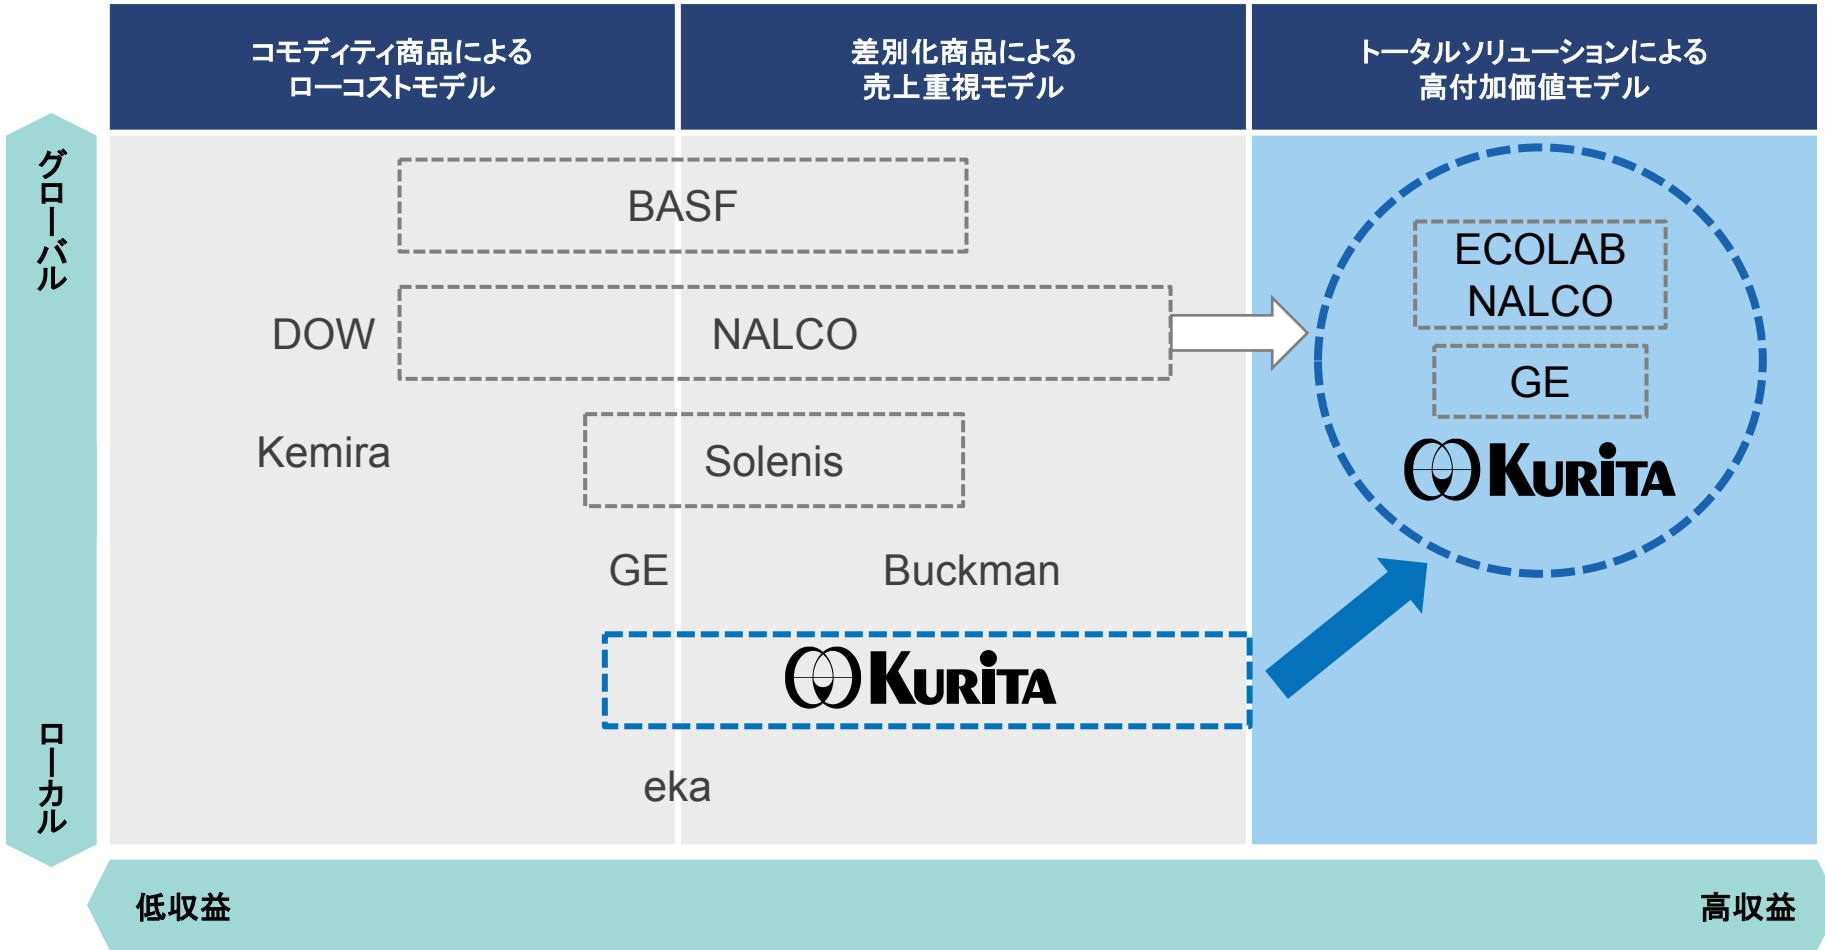 コモディティ商品による
ローコストモデル
差別化商品による
売上重視モデル
トータルソリューションによる
高付加価値モデル
グローバル
BASF
ECOLAB
NALCO
DOW
NALCO
GE
Kemira
Solenis
KURITA
GE
Buckman
KURITA
ローカル
eka
低収益
高収益